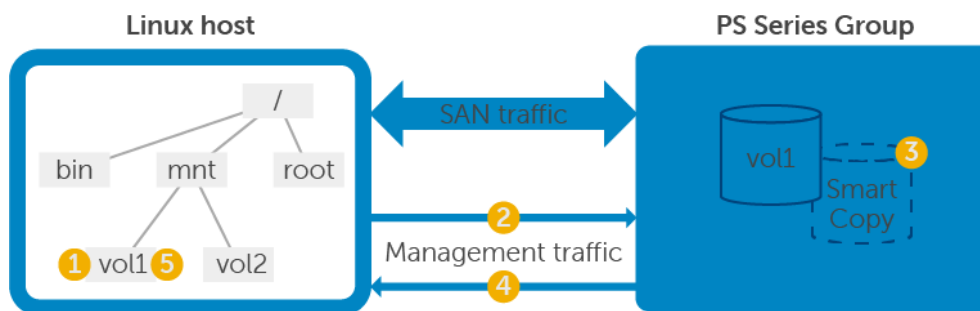 Linux host
PS Series Group
/
SAN traffic
bin
mnt
root
vol1
3
Smart
Copy
2
Management traffic
1 vol1 5
vol2
4